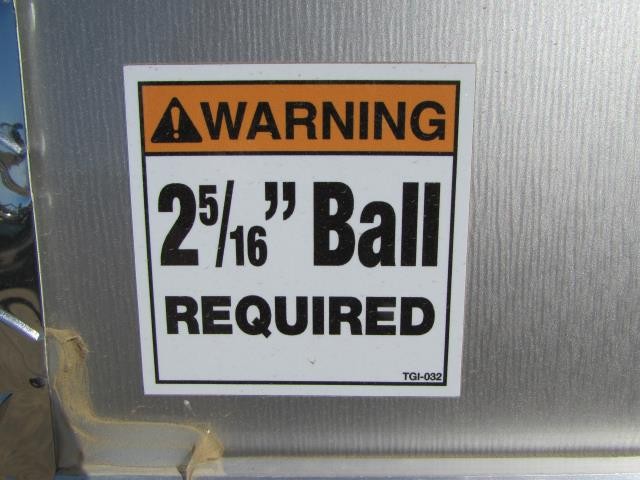 WARNING
2 5/16" Ball
REQUIRED
TGI-032